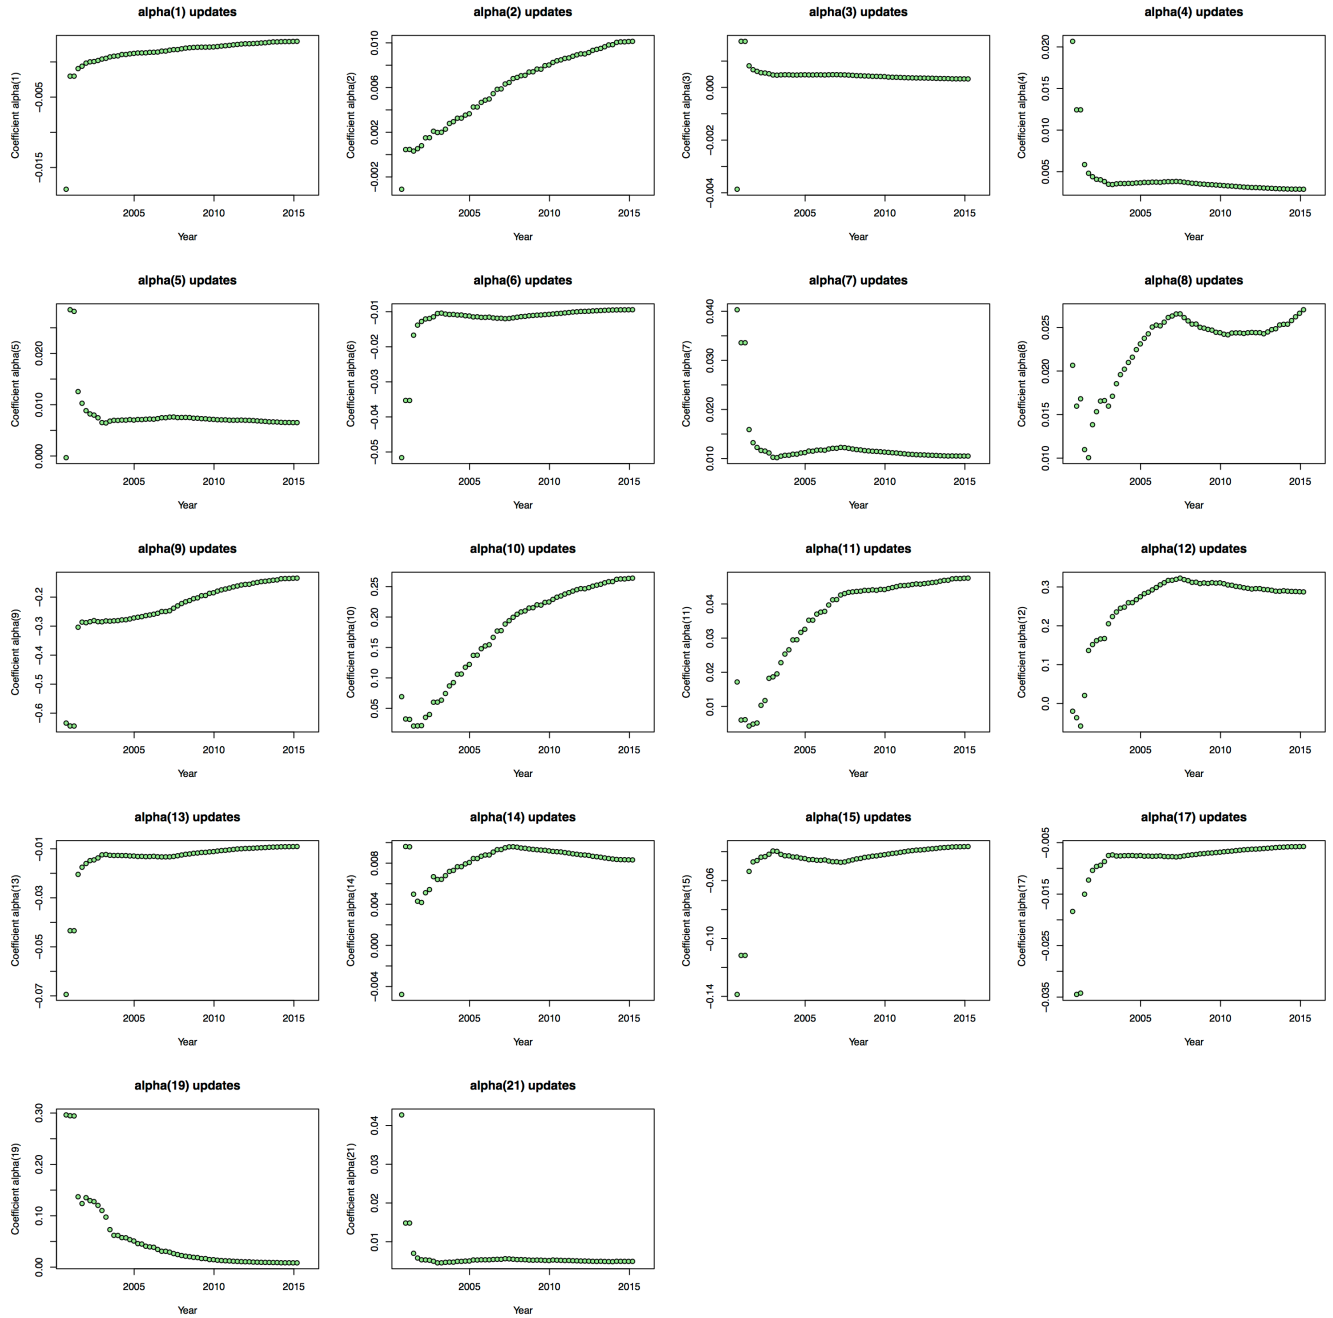 alpha(1) updates
Coefficient alpha(1)
−0.005
−0.015
2005 2010 2015
Year
alpha(2) updates
Coefficient alpha(2)
0.010
0.006
0.002
−0.002
2005 2010 2015
Year
alpha(3) updates
Coefficient alpha(3)
0.000
−0.002
−0.004
2005 2010 2015
Year
alpha(4) updates
Coefficient alpha(4)
0.020
0.015
0.010
0.005
2005 2010 2015
Year
alpha(5) updates
Coefficient alpha(5)
0.020
0.010
0.000
2005 2010 2015
Year
alpha(6) updates
Coefficient alpha(6)
−0.01
−0.02
−0.03
−0.04
−0.05
2005 2010 2015
Year
alpha(7) updates
Coefficient alpha(7)
0.040
0.030
0.020
0.010
2005 2010 2015
Year
alpha(8) updates
Coefficient alpha(8)
0.025
0.020
0.015
0.010
2005 2010 2015
Year
alpha(9) updates
Coefficient alpha(9)
−0.2
−0.3
−0.4
−0.5
−0.6
2005 2010 2015
Year
alpha(10) updates
Coefficient alpha(10)
0.25
0.20
0.15
0.10
0.05
2005 2010 2015
Year
alpha(11) updates
Coefficient alpha(11)
0.04
0.03
0.02
0.01
2005 2010 2015
Year
alpha(12) updates
Coefficient alpha(12)
0.3
0.2
0.1
0.0
2005 2010 2015
Year
alpha(13) updates
Coefficient alpha(13)
−0.01
−0.03
−0.05
−0.07
2005 2010 2015
Year
alpha(14) updates
Coefficient alpha(14)
0.008
0.004
0.000
−0.004
2005 2010 2015
Year
alpha(15) updates
Coefficient alpha(15)
−0.06
−0.10
−0.14
2005 2010 2015
Year
alpha(17) updates
Coefficient alpha(17)
−0.005
−0.015
−0.025
−0.035
2005 2010 2015
Year
alpha(19) updates
Coefficient alpha(19)
0.30
0.20
0.10
0.00
2005 2010 2015
Year
alpha(21) updates
Coefficient alpha(21)
0.04
0.03
0.02
0.01
2005 2010 2015
Year